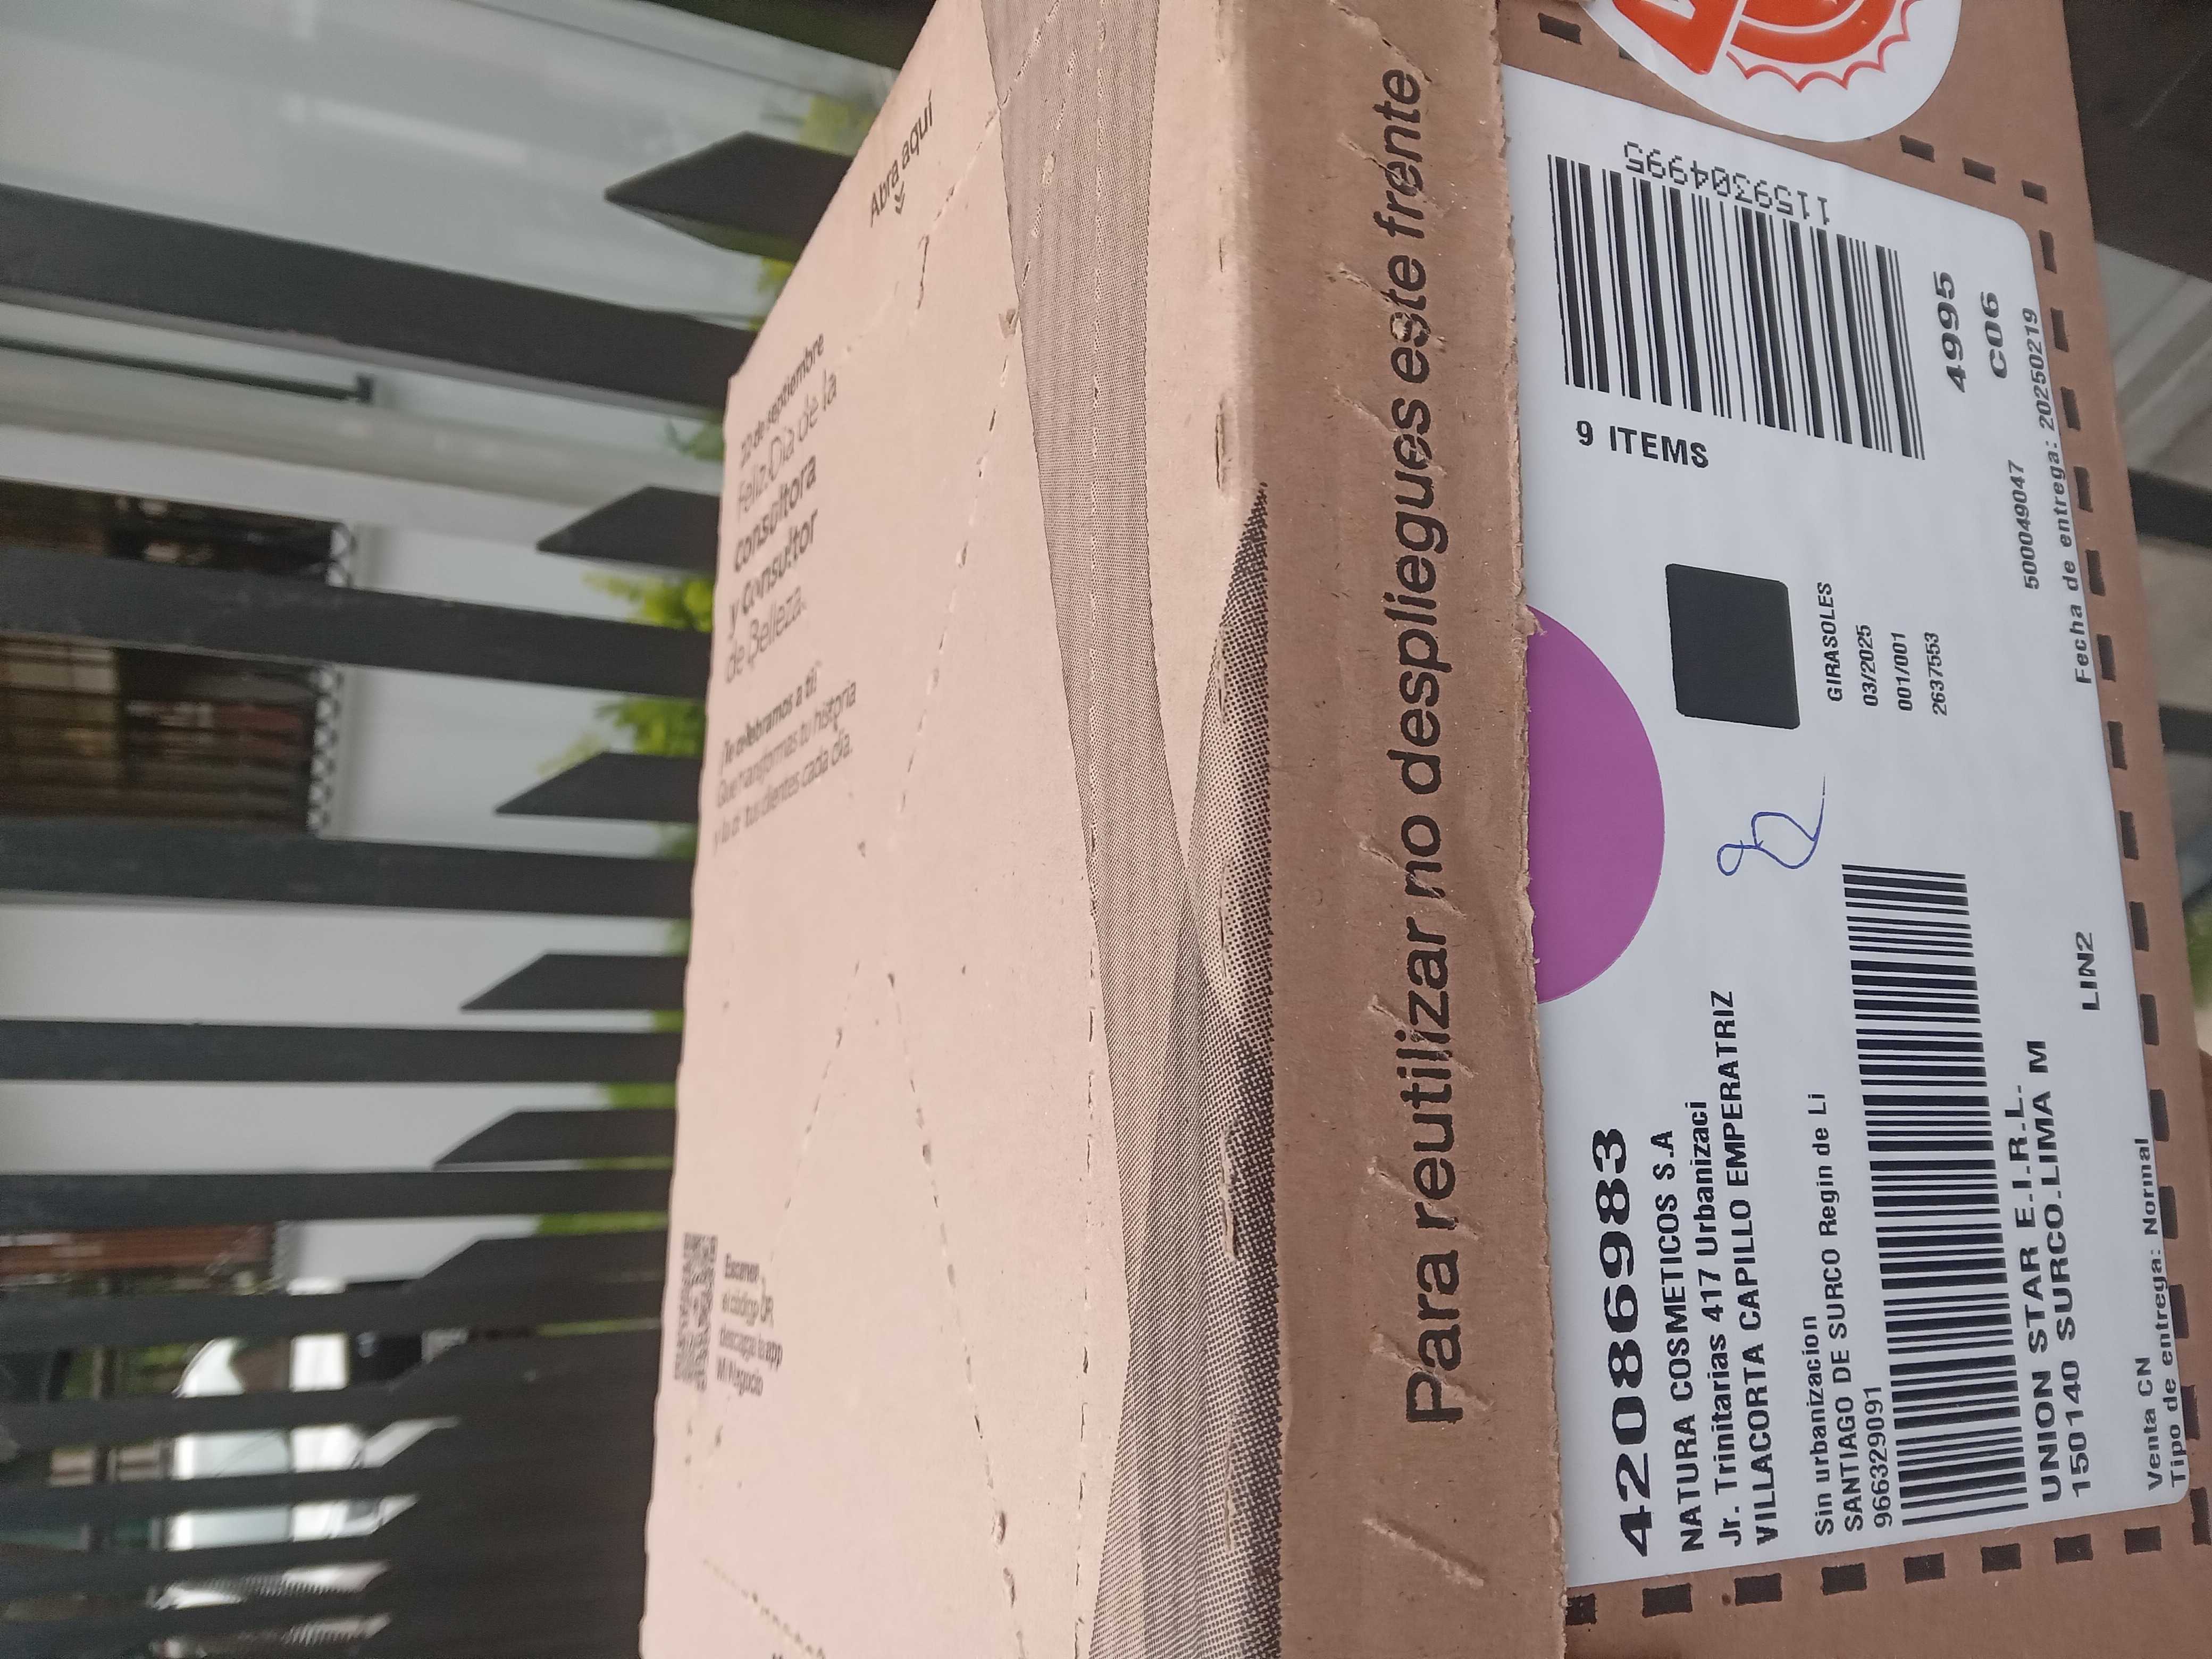 Abra aquí
de septiembre
Feliz Día de la
consultora
y Consultor
de Belleza.
¡Te celebramos a ti!
Que transformas tu historia
y la de tus clientes cada día.
Escanea
el código QR
descarga la app
Mi Negocio
Para reutilizar no despliegues este frente
42086983
NATURA COSMETICOS S.A
Jr. Trinitarias 417 Urbanizaci
VILLACORTA CAPILLO EMPERATRIZ
Sin urbanizacion
SANTIAGO DE SURCO Regin de Li
966329091
UNION STAR E.I.R.L.
150140 SURCO.LIMA M
LIN2
Venta CN
Tipo de entrega: Normal
9 ITEMS
1159304995
4995
C06
GIRASOLES
03/2025
001/001
2637553
5000049047
Fecha de entrega: 20250219